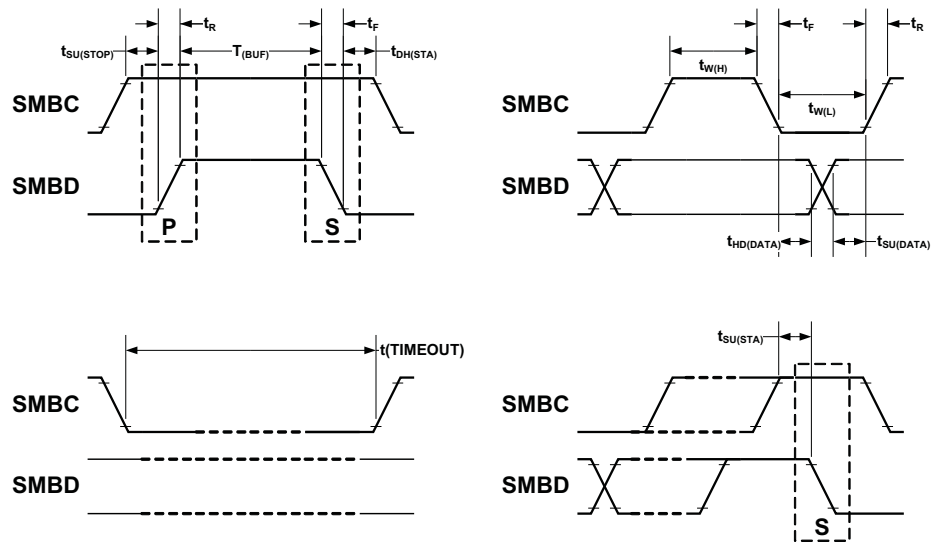 tR
tF
tSU(STOP)
T(BUF)
tDH(STA)
SMBC
SMBD
P
S
tF
tR
tW(H)
tW(L)
SMBC
SMBD
tHD(DATA)
tSU(DATA)
t(TIMEOUT)
SMBC
SMBD
tSU(STA)
SMBC
SMBD
S